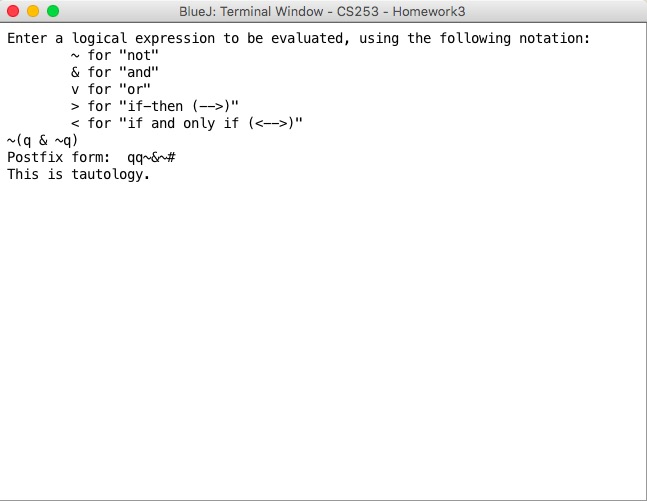 BlueJ: Terminal Window - CS253 - Homework3
Enter a logical expression to be evaluated, using the following notation:
        ~ for "not"
        & for "and"
        v for "or"
        > for "if-then (-->)"
        < for "if and only if (<-->)"
~(q & ~q)
Postfix form:  qq~&~#
This is tautology.